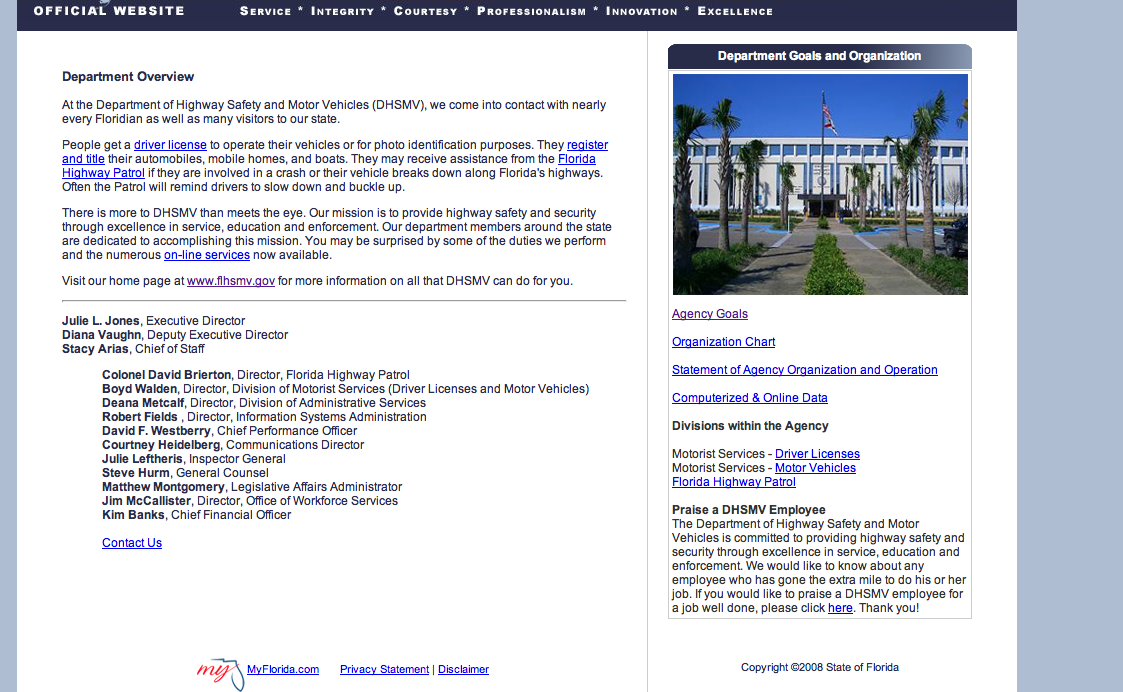 OFFICIAL WEBSITE
SERVICE * INTEGRITY * COURTESY * PROFESSIONALISM * INNOVATION * EXCELLENCE
Department Overview
At the Department of Highway Safety and Motor Vehicles (DHSMV), we come into contact with nearly
every Floridian as well as many visitors to our state.
People get a driver license to operate their vehicles or for photo identification purposes. They register
and title their automobiles, mobile homes, and boats. They may receive assistance from the Florida
Highway Patrol if they are involved in a crash or their vehicle breaks down along Florida's highways.
Often the Patrol will remind drivers to slow down and buckle up.
There is more to DHSMV than meets the eye. Our mission is to provide highway safety and security
through excellence in service, education and enforcement. Our department members around the state
are dedicated to accomplishing this mission. You may be surprised by some of the duties we perform
and the numerous on-line services now available.
Visit our home page at www.flhsmv.gov for more information on all that DHSMV can do for you.
Julie L. Jones, Executive Director
Diana Vaughn, Deputy Executive Director
Stacy Arias, Chief of Staff
Colonel David Brierton, Director, Florida Highway Patrol
Boyd Walden, Director, Division of Motorist Services (Driver Licenses and Motor Vehicles)
Deana Metcalf, Director, Division of Administrative Services
Robert Fields , Director, Information Systems Administration
David F. Westberry, Chief Performance Officer
Courtney Heidelberg, Communications Director
Julie Leftheris, Inspector General
Steve Hurm, General Counsel
Matthew Montgomery, Legislative Affairs Administrator
Jim McCallister, Director, Office of Workforce Services
Kim Banks, Chief Financial Officer
Contact Us
Department Goals and Organization
Agency Goals
Organization Chart
Statement of Agency Organization and Operation
Computerized & Online Data
Divisions within the Agency
Motorist Services - Driver Licenses
Motorist Services - Motor Vehicles
Florida Highway Patrol
Praise a DHSMV Employee
The Department of Highway Safety and Motor
Vehicles is committed to providing highway safety and
security through excellence in service, education and
enforcement. We would like to know about any
employee who has gone the extra mile to do his or her
job. If you would like to praise a DHSMV employee for
a job well done, please click here. Thank you!
my MyFlorida.com Privacy Statement | Disclaimer
Copyright ©2008 State of Florida